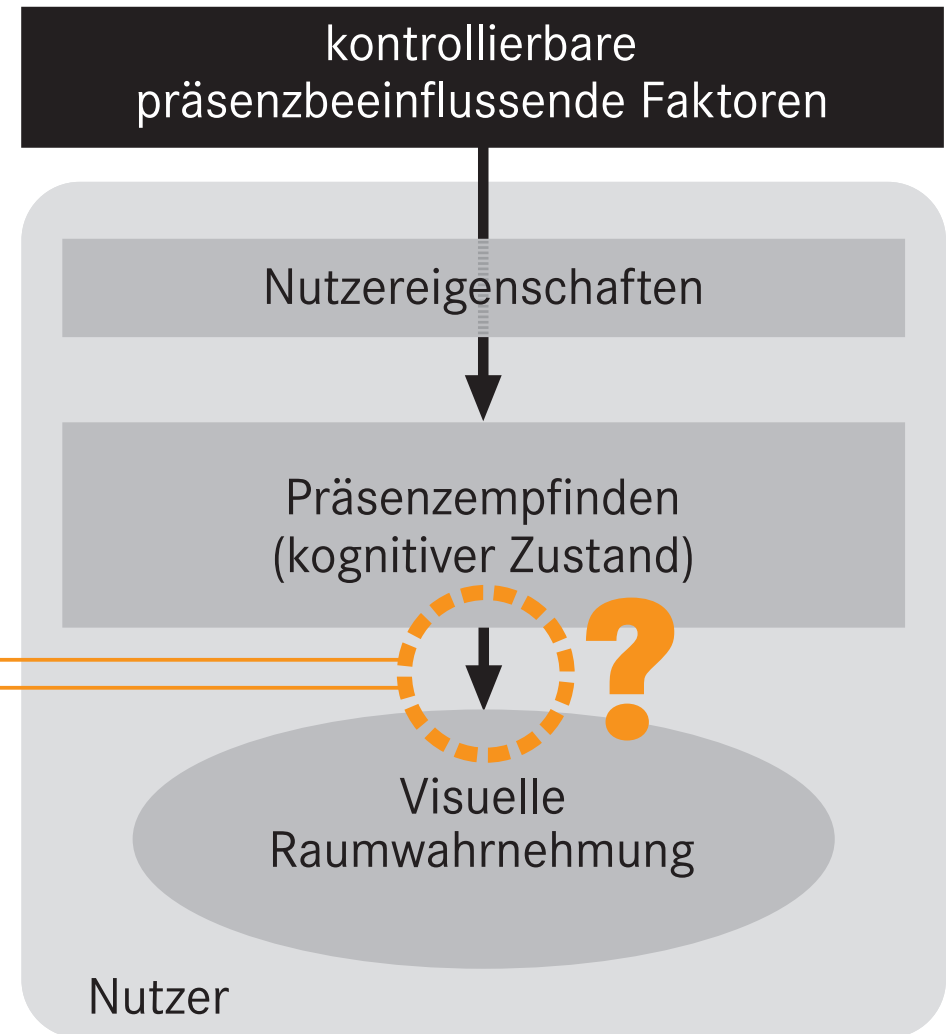 kontrollierbare
präsenzbeeinflussende Faktoren
Nutzereigenschaften
Präsenzempfinden
(kognitiver Zustand)
?
Visuelle
Raumwahrnehmung
Nutzer